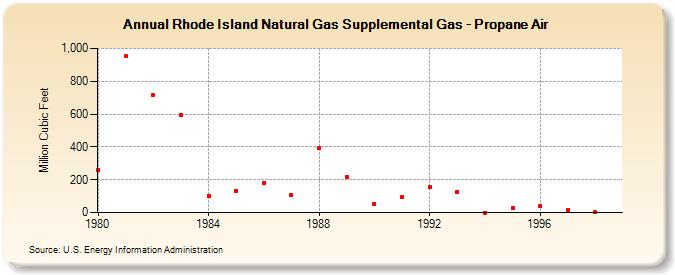 Annual Rhode Island Natural Gas Supplemental Gas - Propane Air
Million Cubic Feet
1,000
800
600
400
200
0
1980 1984 1988 1992 1996
Source: U.S. Energy Information Administration